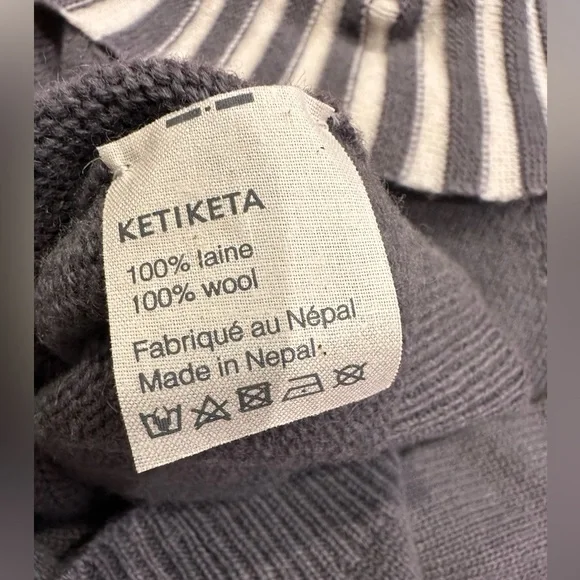 KETIKETA
100% laine
100% wool
Fabriqué au Népal
Made in Nepal